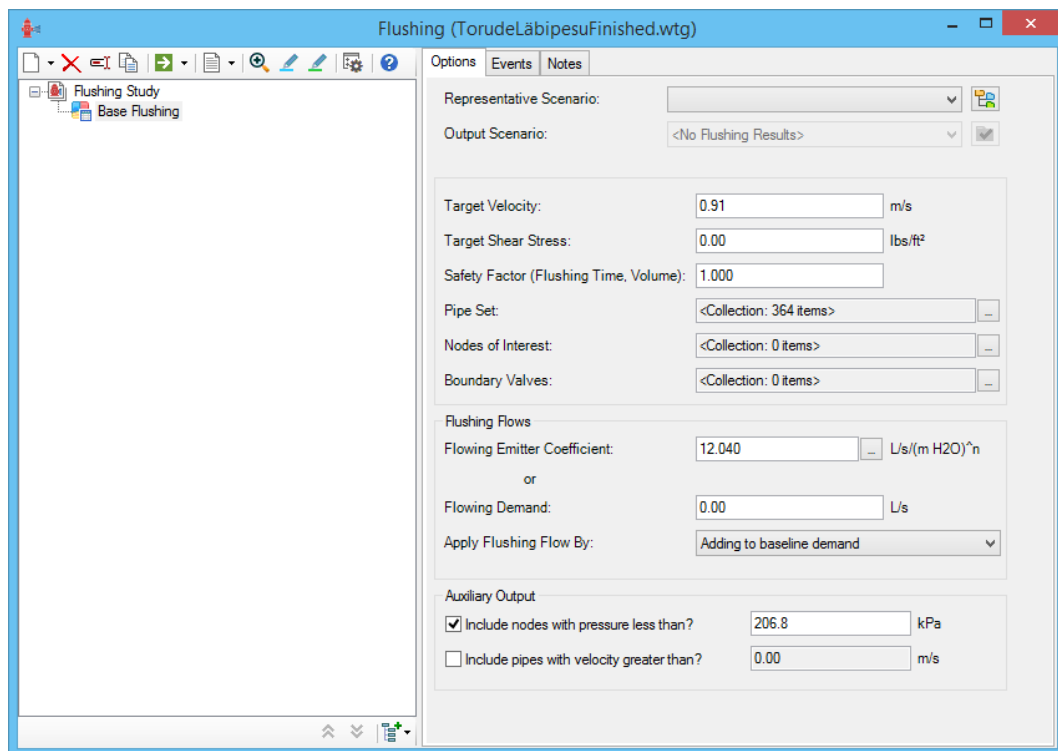 Flushing (TorudeLäbipesuFinished.wtg)
Flushing Study
Base Flushing
Options Events Notes
Representative Scenario:
Output Scenario: <No Flushing Results>
Target Velocity: 0.91 m/s
Target Shear Stress: 0.00 lbs/ft²
Safety Factor (Flushing Time, Volume): 1.000
Pipe Set: <Collection: 364 items> ...
Nodes of Interest: <Collection: 0 items> ...
Boundary Valves: <Collection: 0 items> ...
Flushing Flows
Flowing Emitter Coefficient: 12.040 ... L/s/(m H2O)^n
or
Flowing Demand: 0.00 L/s
Apply Flushing Flow By: Adding to baseline demand
Auxiliary Output
Include nodes with pressure less than? 206.8 kPa
Include pipes with velocity greater than? 0.00 m/s